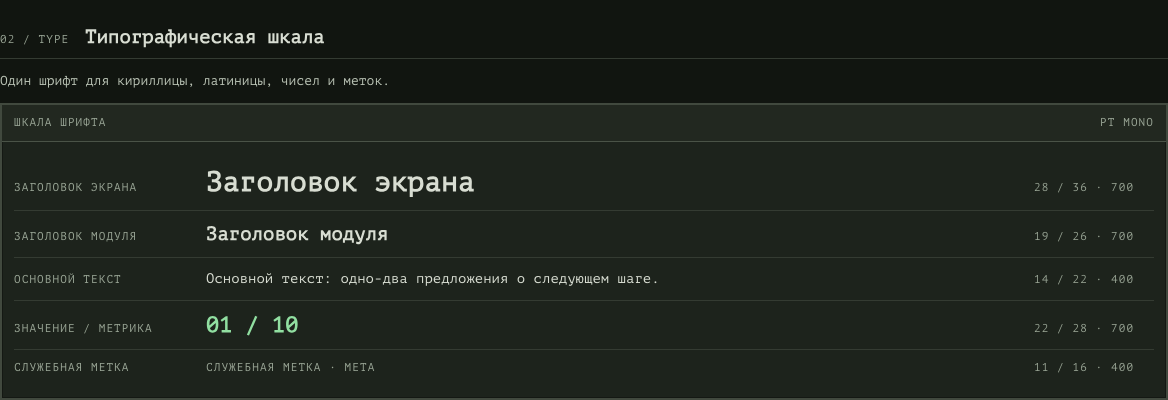 02 / TYPE Типографическая шкала
Один шрифт для кириллицы, латиницы, чисел и меток.
ШКАЛА ШРИФТА PT MONO
ЗАГОЛОВОК ЭКРАНА Заголовок экрана 28 / 36 · 700
ЗАГОЛОВОК МОДУЛЯ Заголовок модуля 19 / 26 · 700
ОСНОВНОЙ ТЕКСТ Основной текст: одно-два предложения о следующем шаге. 14 / 22 · 400
ЗНАЧЕНИЕ / МЕТРИКА 01 / 10 22 / 28 · 700
СЛУЖЕБНАЯ МЕТКА СЛУЖЕБНАЯ МЕТКА · МЕТА 11 / 16 · 400